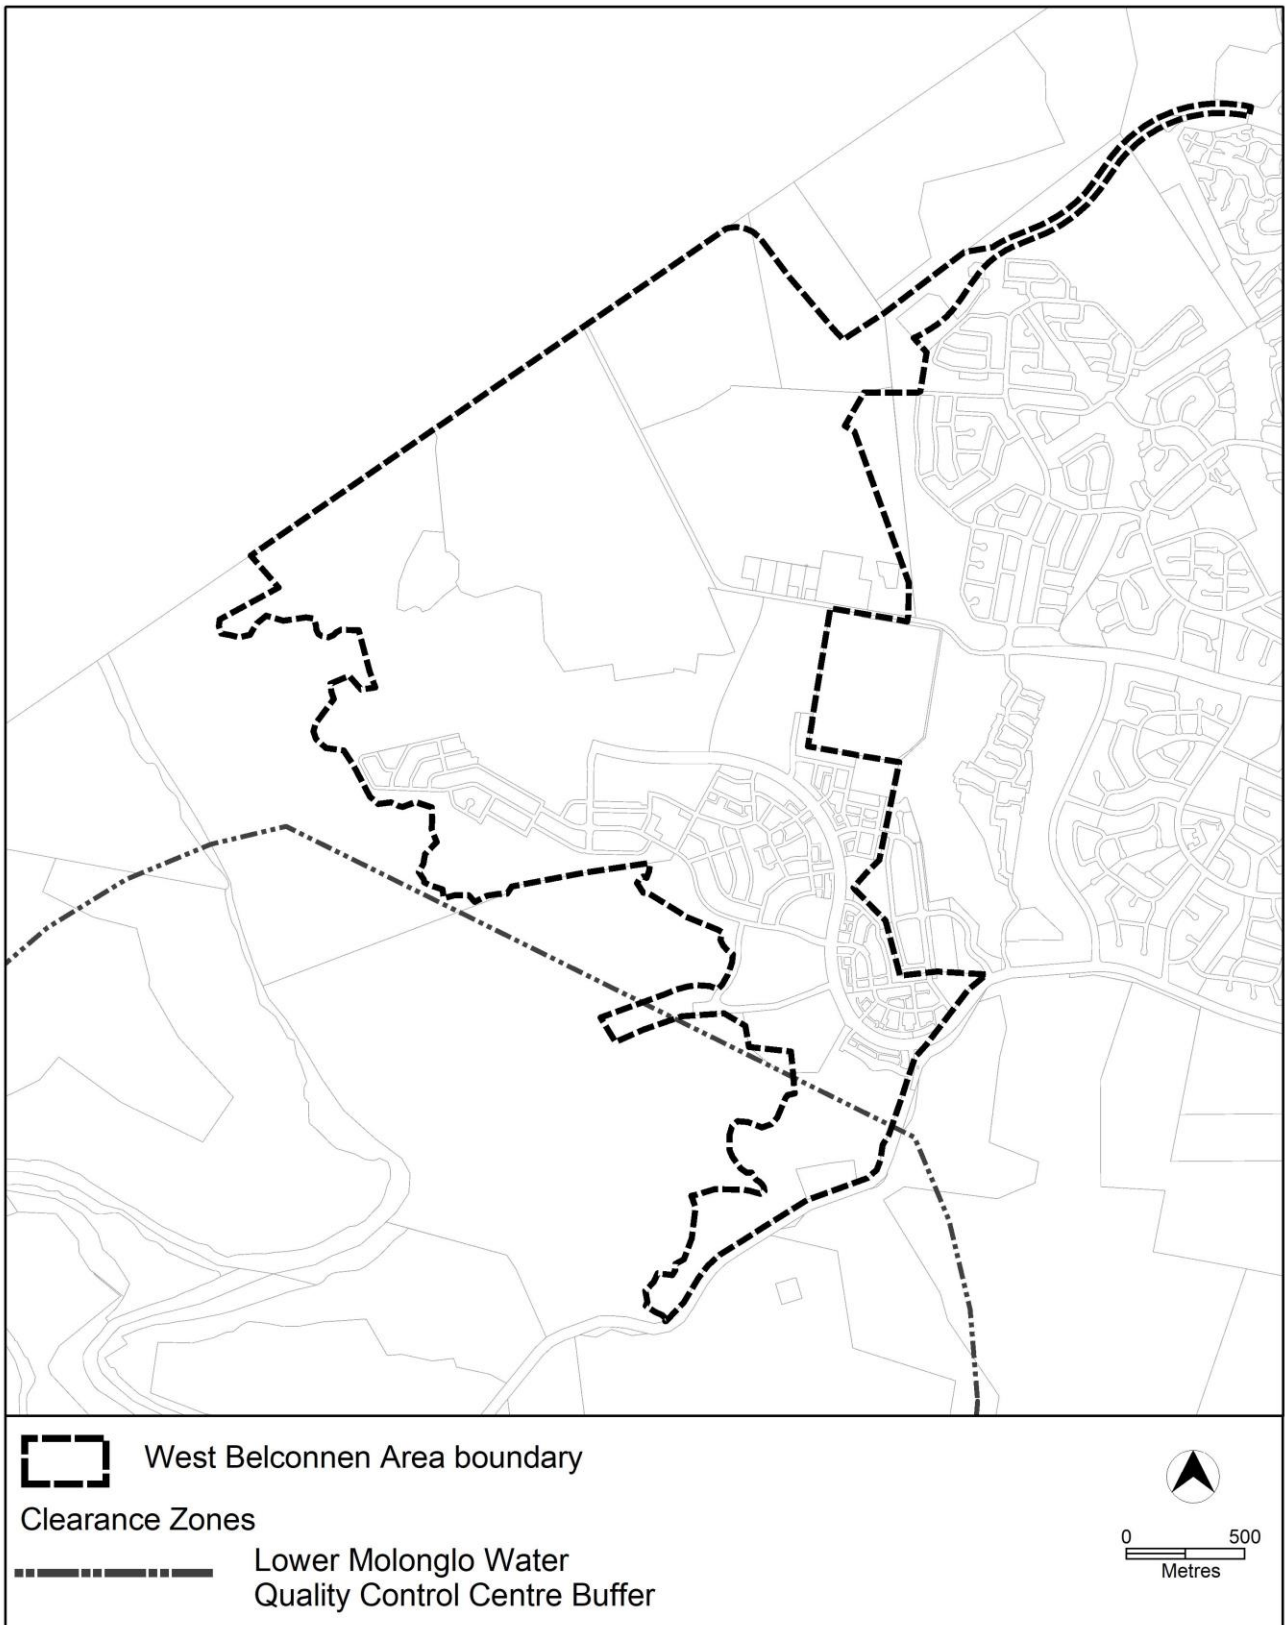 West Belconnen Area boundary
Clearance Zones
Lower Molonglo Water
Quality Control Centre Buffer
0 500
Metres